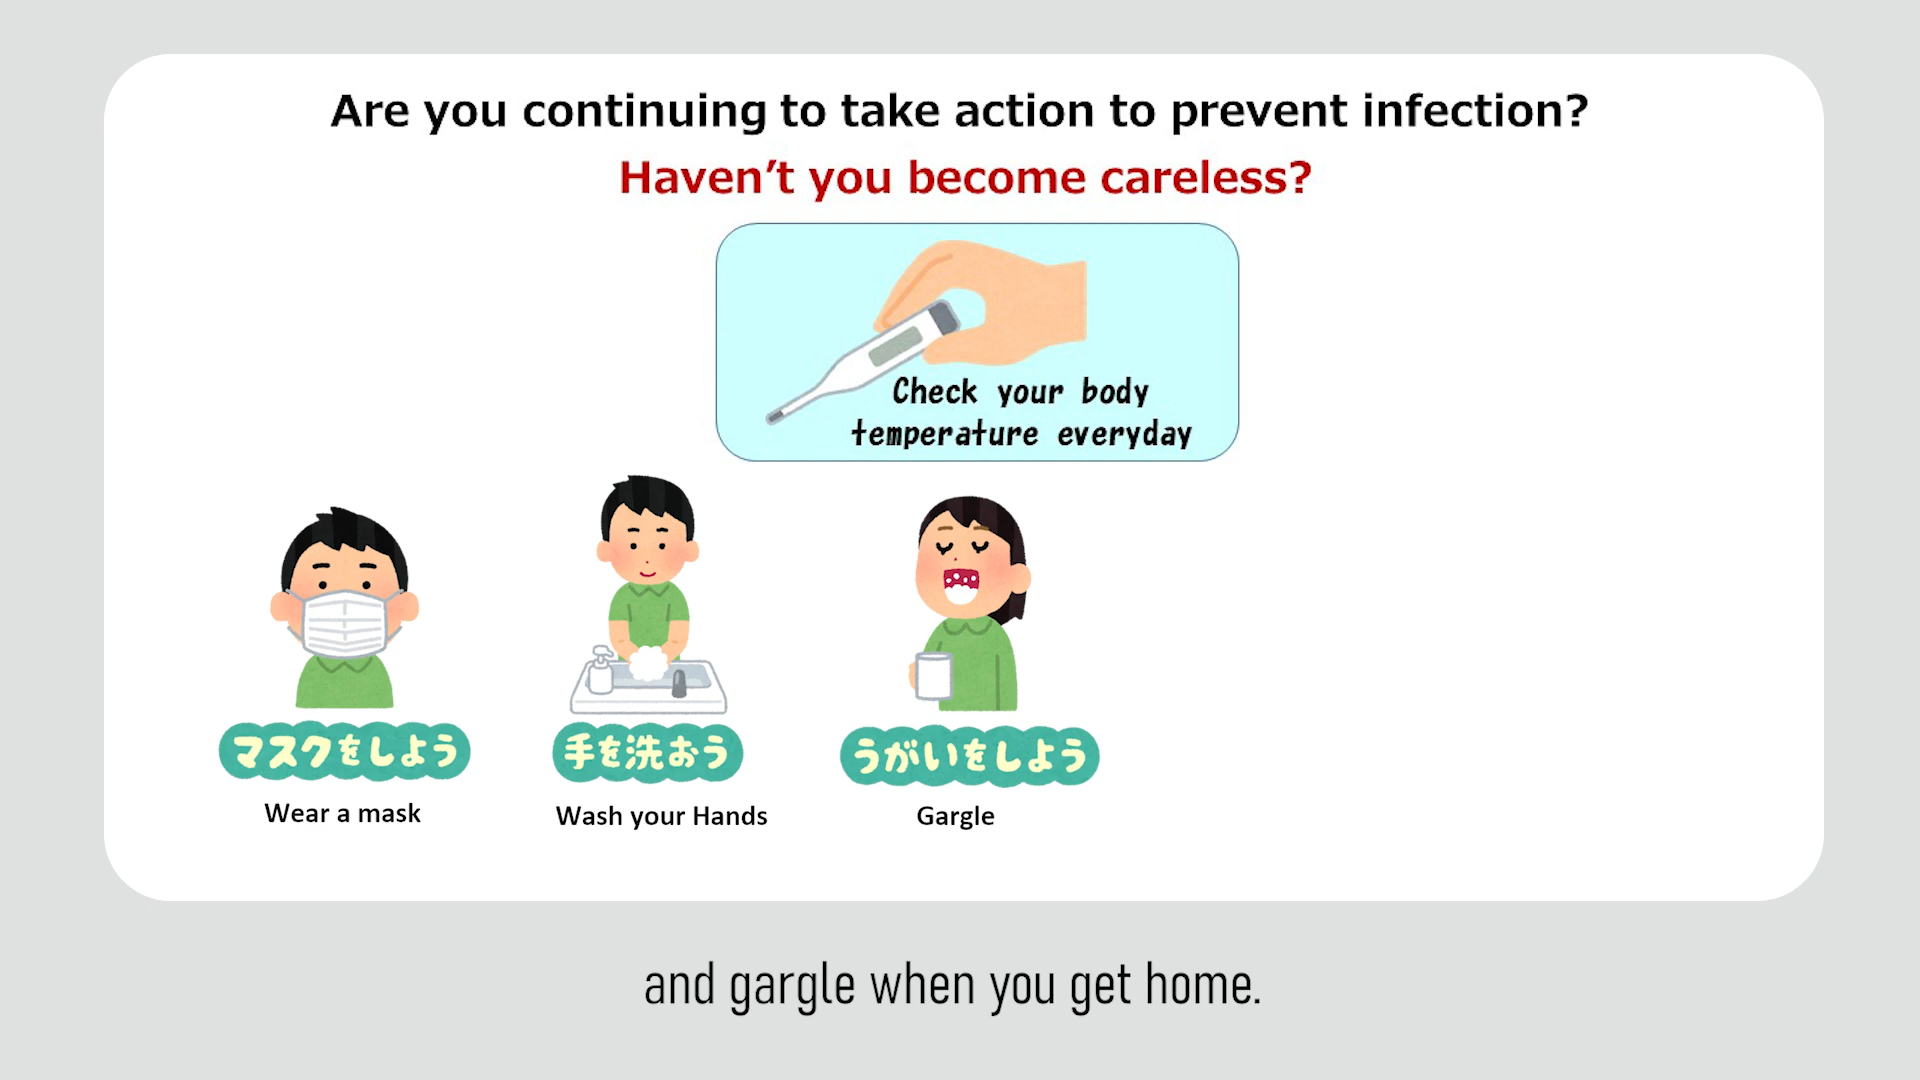 Are you continuing to take action to prevent infection?
Haven’t you become careless?
Check your body
temperature everyday
マスクをしよう
手を洗おう
うがいをしよう
Wear a mask
Wash your Hands
Gargle
and gargle when you get home.